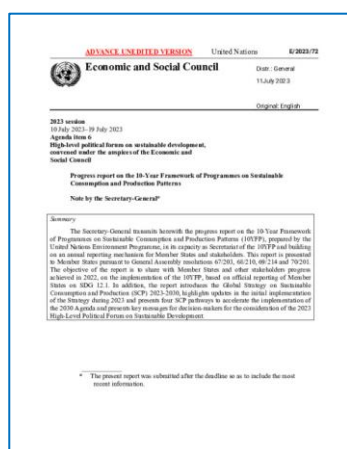 ADVANCE UNEDITED VERSION United Nations E/2023/72
Economic and Social Council
Distr.: General
11July 2023
Original: English
2023 session
10 July 2023–19 July 2023
Agenda item 6
High-level political forum on sustainable development,
convened under the auspices of the Economic and
Social Council
Progress report on the 10-Year Framework of Programmes on Sustainable
Consumption and Production Patterns
Note by the Secretary-General*
Summary
The Secretary-General transmits herewith the progress report on the 10-Year Framework
of Programmes on Sustainable Consumption and Production Patterns (10YFP), prepared by the
United Nations Environment Programme, in its capacity as Secretariat of the 10YFP and building
on an annual reporting mechanism for Member States and stakeholders. This report is presented
to Member States pursuant to General Assembly resolutions 67/203, 68/210, 69/214 and 70/201.
The objective of the report is to share with Member States and other stakeholders progress
achieved in 2022, on the implementation of the 10YFP, based on official reporting of Member
States on SDG 12.1. In addition, the report introduces the Global Strategy on Sustainable
Consumption and Production (SCP) 2023-2030, highlights updates in the initial implementation
of the Strategy during 2023 and presents four SCP pathways to accelerate the implementation of
the 2030 Agenda and presents key messages for decision-makers for the consideration of the 2023
High-Level Political Forum on Sustainable Development.
* The present report was submitted after the deadline so as to include the most
recent information.